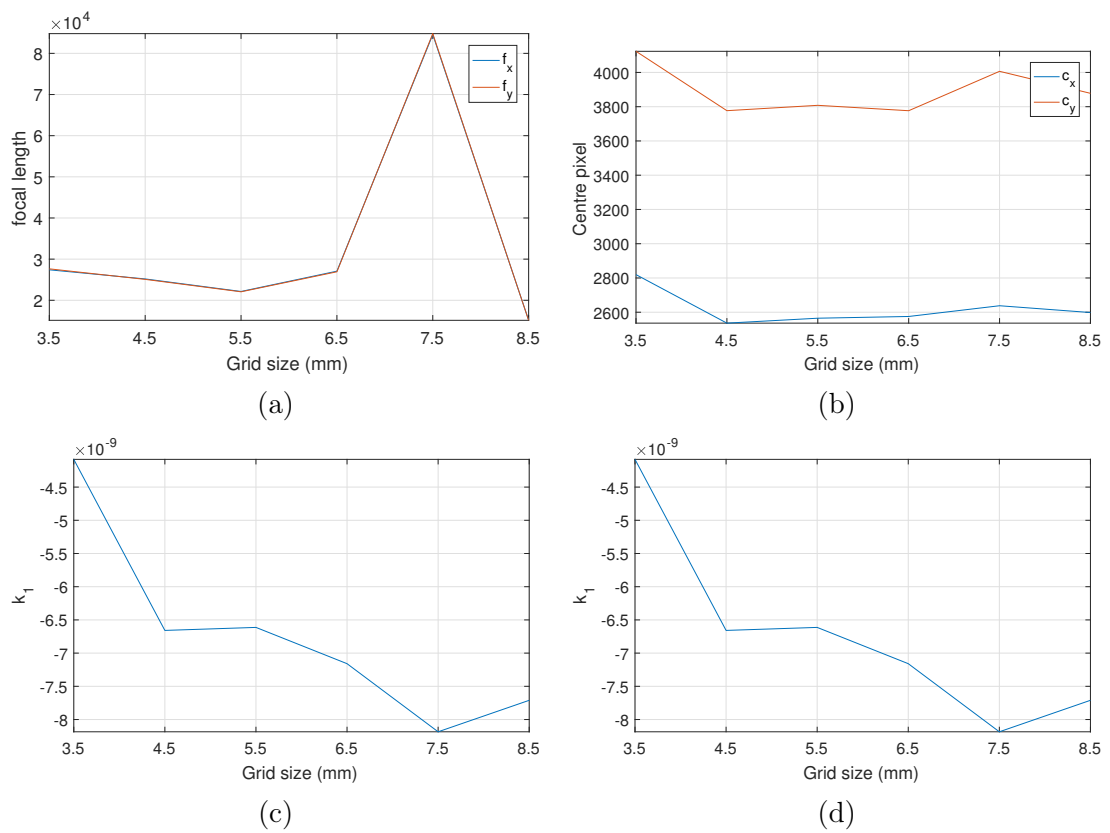 ×10^4
8
7
6
5
4
3
2
focal length
f_x
f_y
3.5 4.5 5.5 6.5 7.5 8.5
Grid size (mm)
(a)
4000
3800
3600
3400
3200
3000
2800
2600
Centre pixel
c_x
c_y
3.5 4.5 5.5 6.5 7.5 8.5
Grid size (mm)
(b)
×10^-9
-4.5
-5
-5.5
-6
-6.5
-7
-7.5
-8
k_1
3.5 4.5 5.5 6.5 7.5 8.5
Grid size (mm)
(c)
×10^-9
-4.5
-5
-5.5
-6
-6.5
-7
-7.5
-8
k_1
3.5 4.5 5.5 6.5 7.5 8.5
Grid size (mm)
(d)